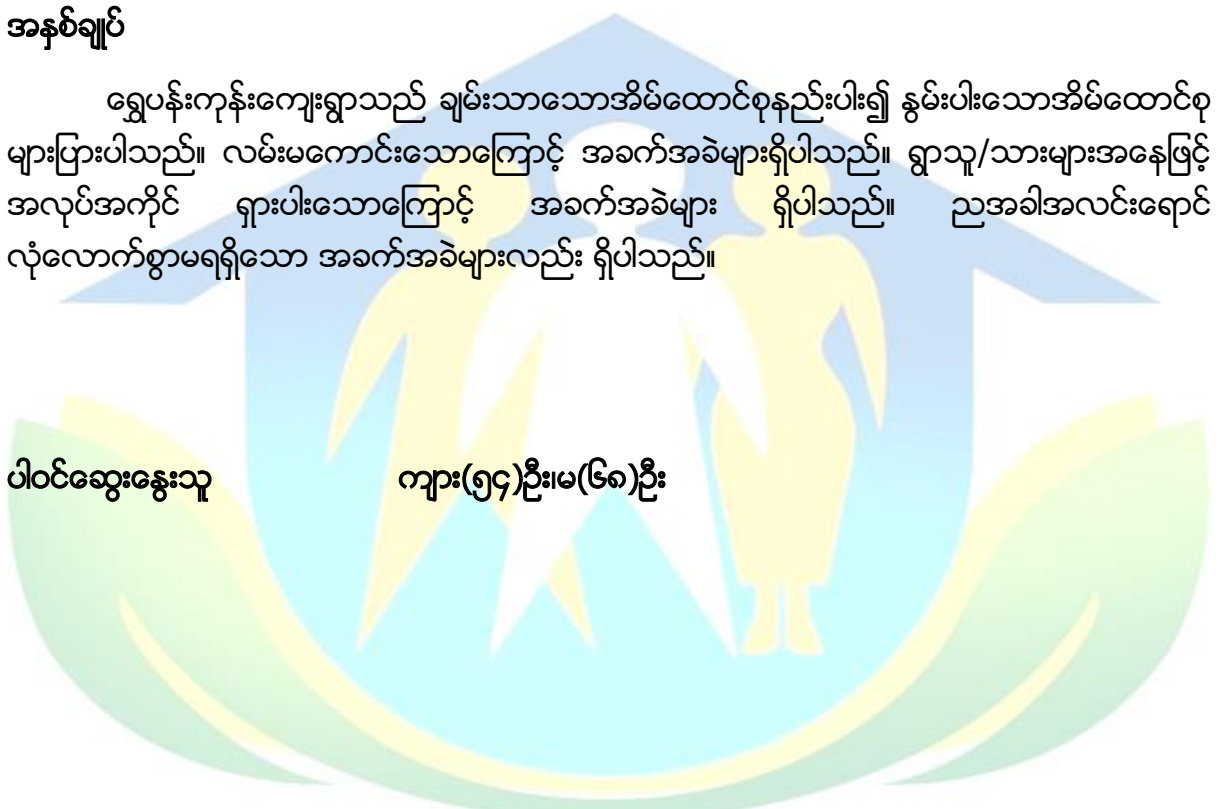 အနှစ်ချုပ်
ရွှေပန်းကုန်းကျေးရွာသည် ချမ်းသာသောအိမ်ထောင်စုနည်းပါး၍ နွမ်းပါးသောအိမ်ထောင်စု
များပြားပါသည်။ လမ်းမကောင်းသောကြောင့် အခက်အခဲများရှိပါသည်။ ရွာသူ/သားများအနေဖြင့်
အလုပ်အကိုင် ရှားပါးသောကြောင့် အခက်အခဲများ ရှိပါသည်။ ညအခါအလင်းရောင်
လုံလောက်စွာမရရှိသော အခက်အခဲများလည်း ရှိပါသည်။
ပါဝင်ဆွေးနွေးသူ ကျား(၅၄)ဦး၊မ(၆၈)ဦး